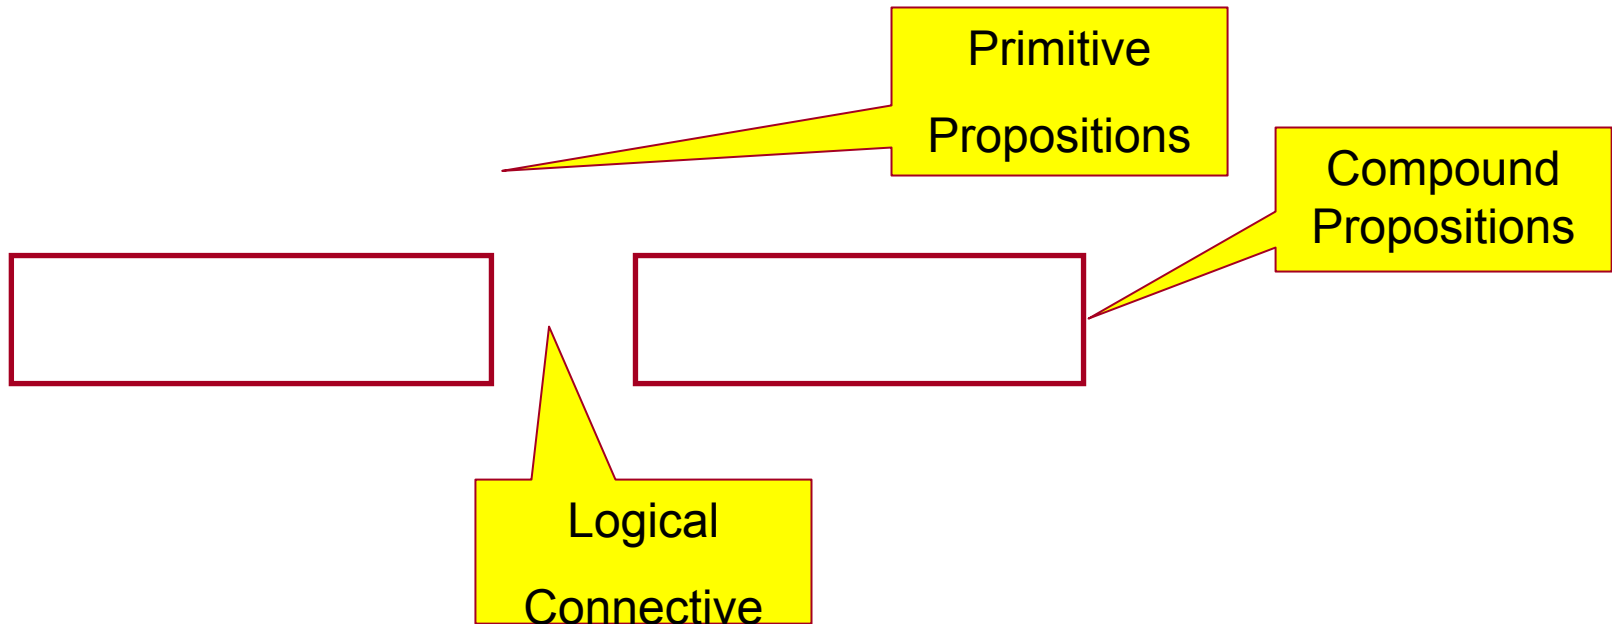 Primitive
Propositions
Compound
Propositions
Logical
Connective